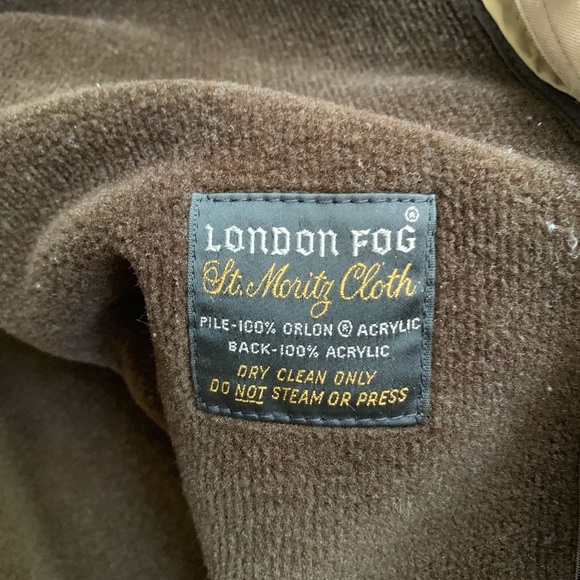 LONDON FOG ®
St. Moritz Cloth
PILE-100% ORLON ® ACRYLIC
BACK-100% ACRYLIC
DRY CLEAN ONLY
DO NOT STEAM OR PRESS